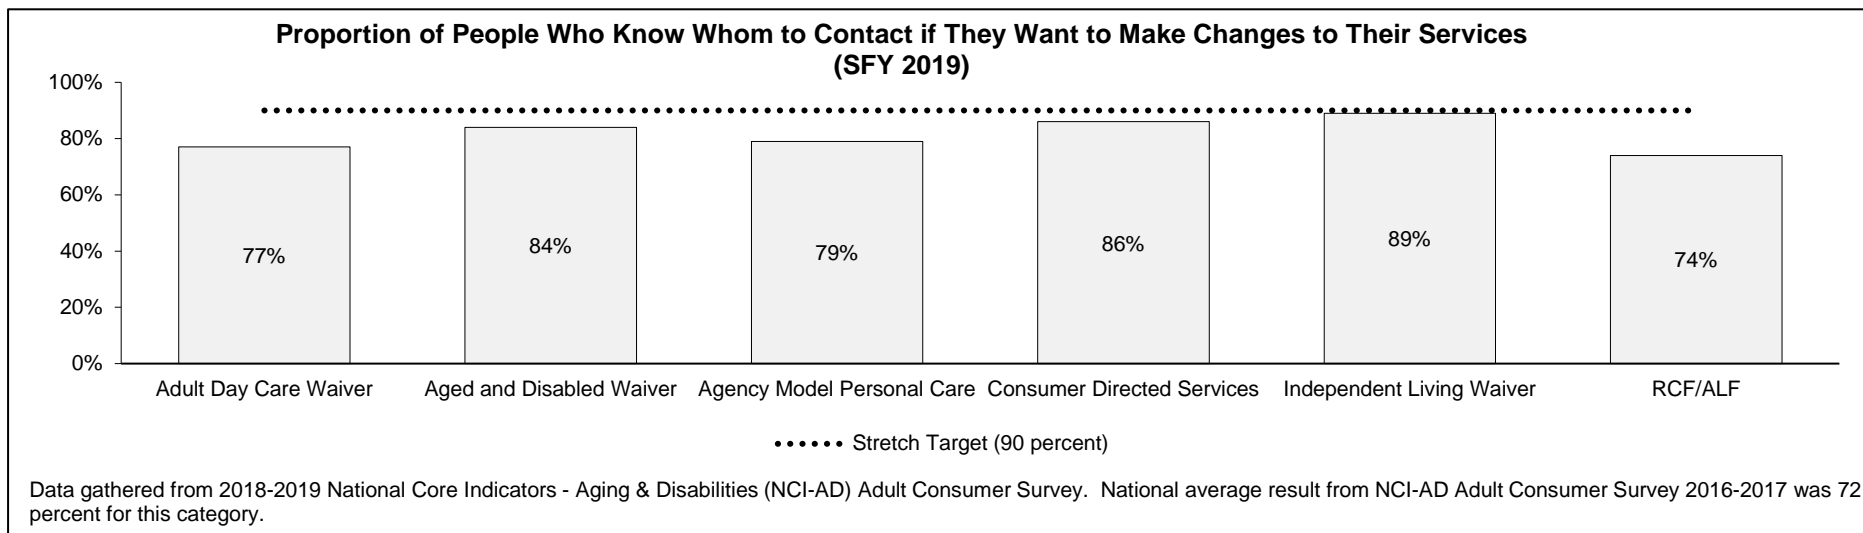 Proportion of People Who Know Whom to Contact if They Want to Make Changes to Their Services
(SFY 2019)
100%
80%
60%
40%
20%
0%
77%
84%
79%
86%
89%
74%
Adult Day Care Waiver
Aged and Disabled Waiver
Agency Model Personal Care
Consumer Directed Services
Independent Living Waiver
RCF/ALF
Stretch Target (90 percent)
Data gathered from 2018-2019 National Core Indicators - Aging & Disabilities (NCI-AD) Adult Consumer Survey.  National average result from NCI-AD Adult Consumer Survey 2016-2017 was 72
percent for this category.